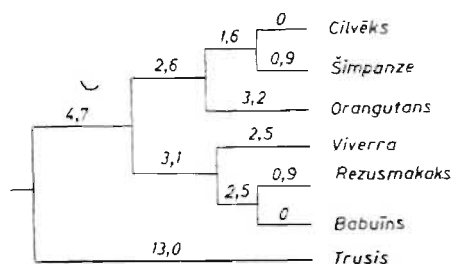 0 Cilvēks
1,6
0,9 Šimpanze
2,6
3,2 Orangutans
4,7
2,5 Viverra
3,1
0,9 Rezusmakaks
2,5
0 Babuīns
13,0 Trusis